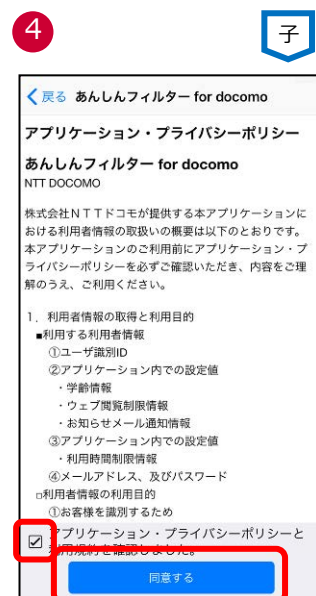 4
子
戻る あんしんフィルター for docomo
アプリケーション・プライバシーポリシー
あんしんフィルター for docomo
NTT DOCOMO
株式会社ＮＴＴドコモが提供する本アプリケーションに
おける利用者情報の取扱いの概要は以下のとおりです。
本アプリケーションのご利用前にアプリケーション・プ
ライバシーポリシーを必ずご確認いただき、内容をご理
解のうえ、ご利用ください。
1．利用者情報の取得と利用目的
■利用する利用者情報
①ユーザ識別ID
②アプリケーション内での設定値
・学齢情報
・ウェブ閲覧制限情報
・お知らせメール通知情報
③アプリケーション内での設定値
・利用時間制限情報
④メールアドレス、及びパスワード
□利用者情報の利用目的
①お客様を識別するため
アプリケーション・プライバシーポリシーと
利用規約を確認しました。
同意する